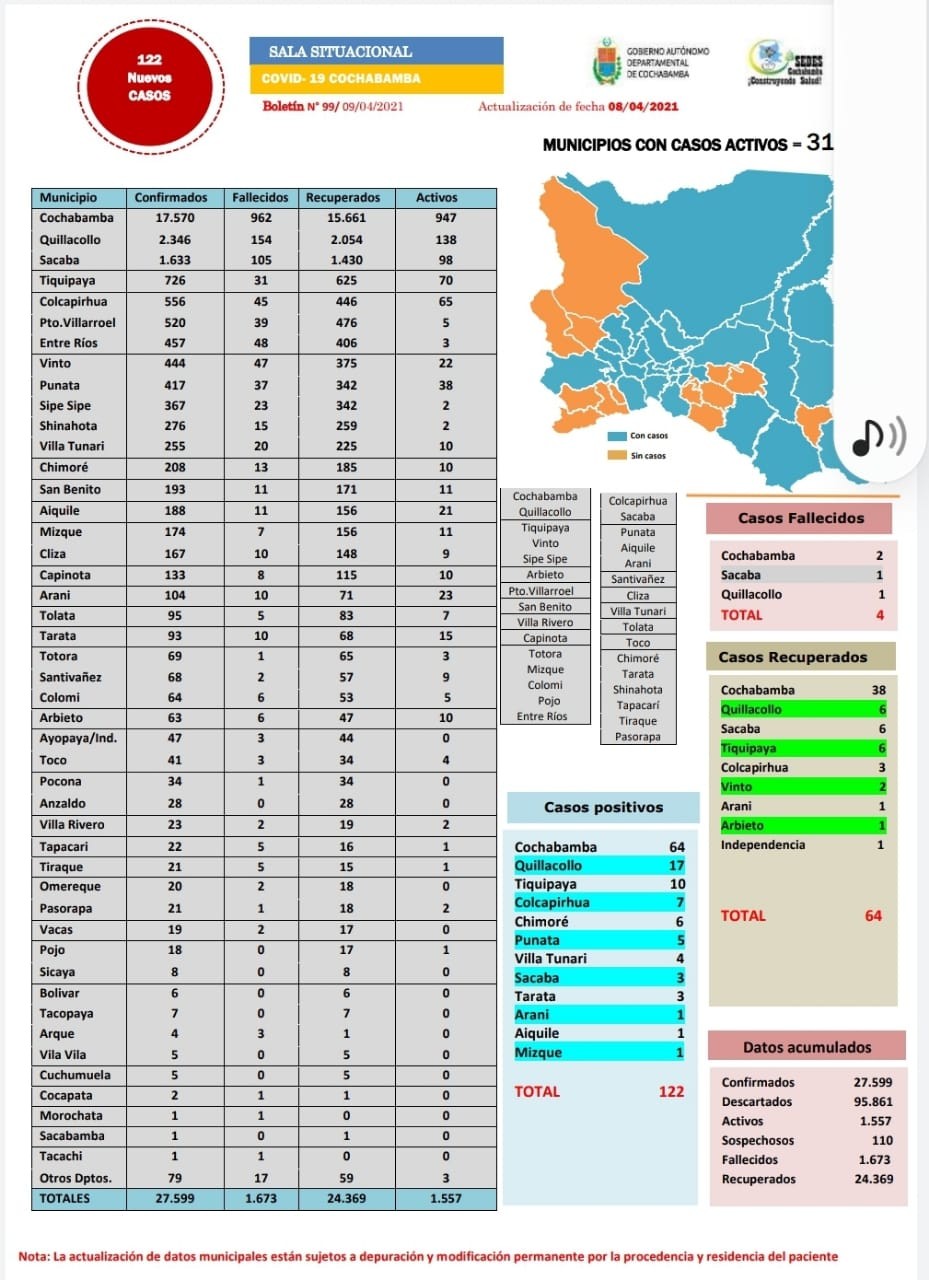 122
Nuevos
CASOS
SALA SITUACIONAL
COVID- 19 COCHABAMBA
Boletín N° 99/ 09/04/2021
Actualización de fecha 08/04/2021
GOBIERNO AUTÓNOMO
DEPARTAMENTAL
DE COCHABAMBA
SEDES
Cochabamba
¡Construyendo Salud!
MUNICIPIOS CON CASOS ACTIVOS = 31
Municipio Confirmados Fallecidos Recuperados Activos
Cochabamba 17.570 962 15.661 947
Quillacollo 2.346 154 2.054 138
Sacaba 1.633 105 1.430 98
Tiquipaya 726 31 625 70
Colcapirhua 556 45 446 65
Pto.Villarroel 520 39 476 5
Entre Ríos 457 48 406 3
Vinto 444 47 375 22
Punata 417 37 342 38
Sipe Sipe 367 23 342 2
Shinahota 276 15 259 2
Villa Tunari 255 20 225 10
Chimoré 208 13 185 10
San Benito 193 11 171 11
Aiquile 188 11 156 21
Mizque 174 7 156 11
Cliza 167 10 148 9
Capinota 133 8 115 10
Arani 104 10 71 23
Tolata 95 5 83 7
Tarata 93 10 68 15
Totora 69 1 65 3
Santivañez 68 2 57 9
Colomi 64 6 53 5
Arbieto 63 6 47 10
Ayopaya/Ind. 47 3 44 0
Toco 41 3 34 4
Pocona 34 1 34 0
Anzaldo 28 0 28 0
Villa Rivero 23 2 19 2
Tapacari 22 5 16 1
Tiraque 21 5 15 1
Omereque 20 2 18 0
Pasorapa 21 1 18 2
Vacas 19 2 17 0
Pojo 18 0 17 1
Sicaya 8 0 8 0
Bolivar 6 0 6 0
Tacopaya 7 0 7 0
Arque 4 3 1 0
Vila Vila 5 0 5 0
Cuchumuela 5 0 5 0
Cocapata 2 1 1 0
Morochata 1 1 0 0
Sacabamba 1 0 1 0
Tacachi 1 1 0 0
Otros Dptos. 79 17 59 3
TOTALES 27.599 1.673 24.369 1.557
Con casos
Sin casos
Cochabamba
Quillacollo
Tiquipaya
Vinto
Sipe Sipe
Arbieto
Pto.Villarroel
San Benito
Villa Rivero
Capinota
Totora
Mizque
Colomi
Pojo
Entre Ríos
Colcapirhua
Sacaba
Punata
Aiquile
Arani
Santivañez
Cliza
Villa Tunari
Tolata
Toco
Chimoré
Tarata
Shinahota
Tapacarí
Tiraque
Pasorapa
Casos Fallecidos
Cochabamba 2
Sacaba 1
Quillacollo 1
TOTAL 4
Casos Recuperados
Cochabamba 38
Quillacollo 6
Sacaba 6
Tiquipaya 6
Colcapirhua 3
Vinto 2
Arani 1
Arbieto 1
Independencia 1
TOTAL 64
Casos positivos
Cochabamba 64
Quillacollo 17
Tiquipaya 10
Colcapirhua 7
Chimoré 6
Punata 5
Villa Tunari 4
Sacaba 3
Tarata 3
Arani 1
Aiquile 1
Mizque 1
TOTAL 122
Datos acumulados
Confirmados 27.599
Descartados 95.861
Activos 1.557
Sospechosos 110
Fallecidos 1.673
Recuperados 24.369
Nota: La actualización de datos municipales están sujetos a depuración y modificación permanente por la procedencia y residencia del paciente